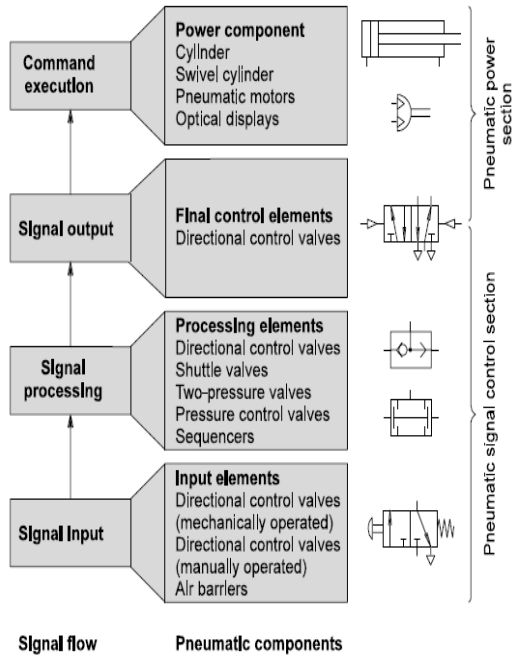 Command
execution
Power component
Cylinder
Swivel cylinder
Pneumatic motors
Optical displays
Pneumatic power
section
Signal output
Final control elements
Directional control valves
Signal
processing
Processing elements
Directional control valves
Shuttle valves
Two-pressure valves
Pressure control valves
Sequencers
Signal Input
Input elements
Directional control valves
(mechanically operated)
Directional control valves
(manually operated)
Air barriers
Pneumatic signal control section
Signal flow
Pneumatic components